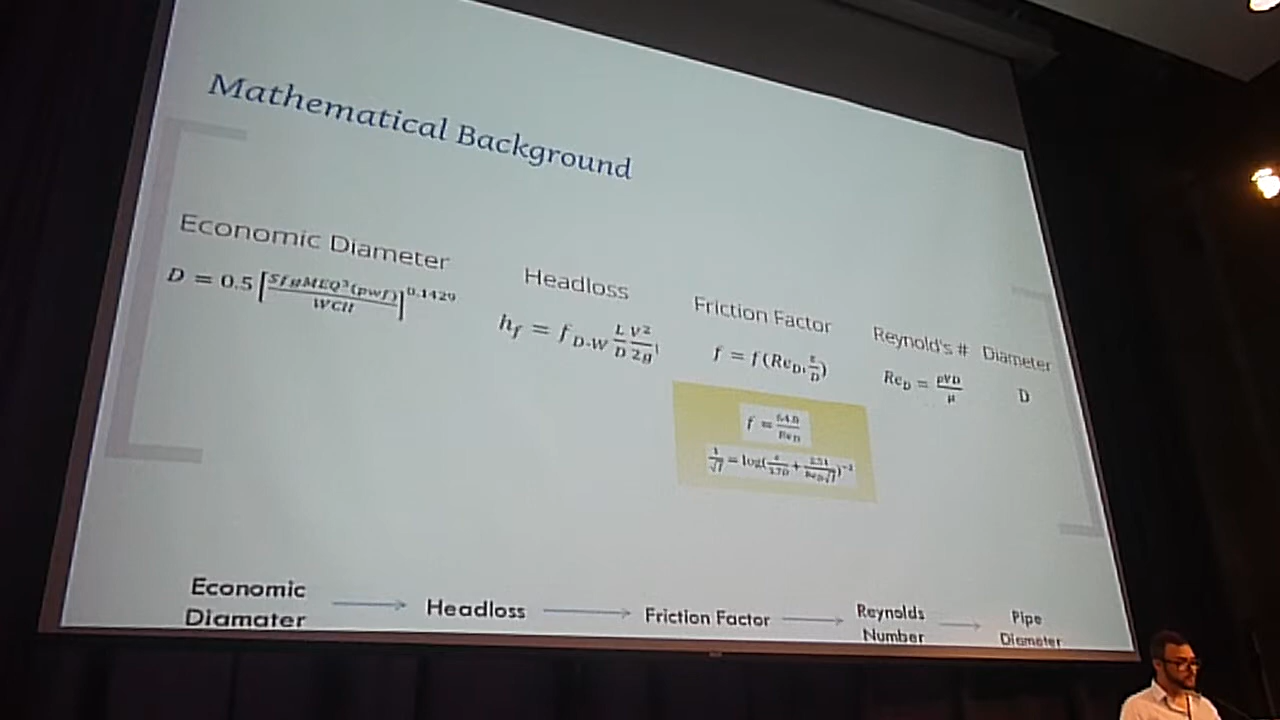 Mathematical Background
Economic Diameter
D = 0.5 [SfgMEQ³(pwf)/WCH]^0.1429
Headloss
h_f = f_D-W L/D V²/2g
Friction Factor
f = f(Re_D, ε/D)
f = 64.0/Re_D
1/√f = log(ε/3.7D + 2.51/Re_D√f)^-2
Reynold's #
Re_D = ρVD/μ
Diameter
D
Economic Diamater → Headloss → Friction Factor → Reynolds Number → Pipe Diameter